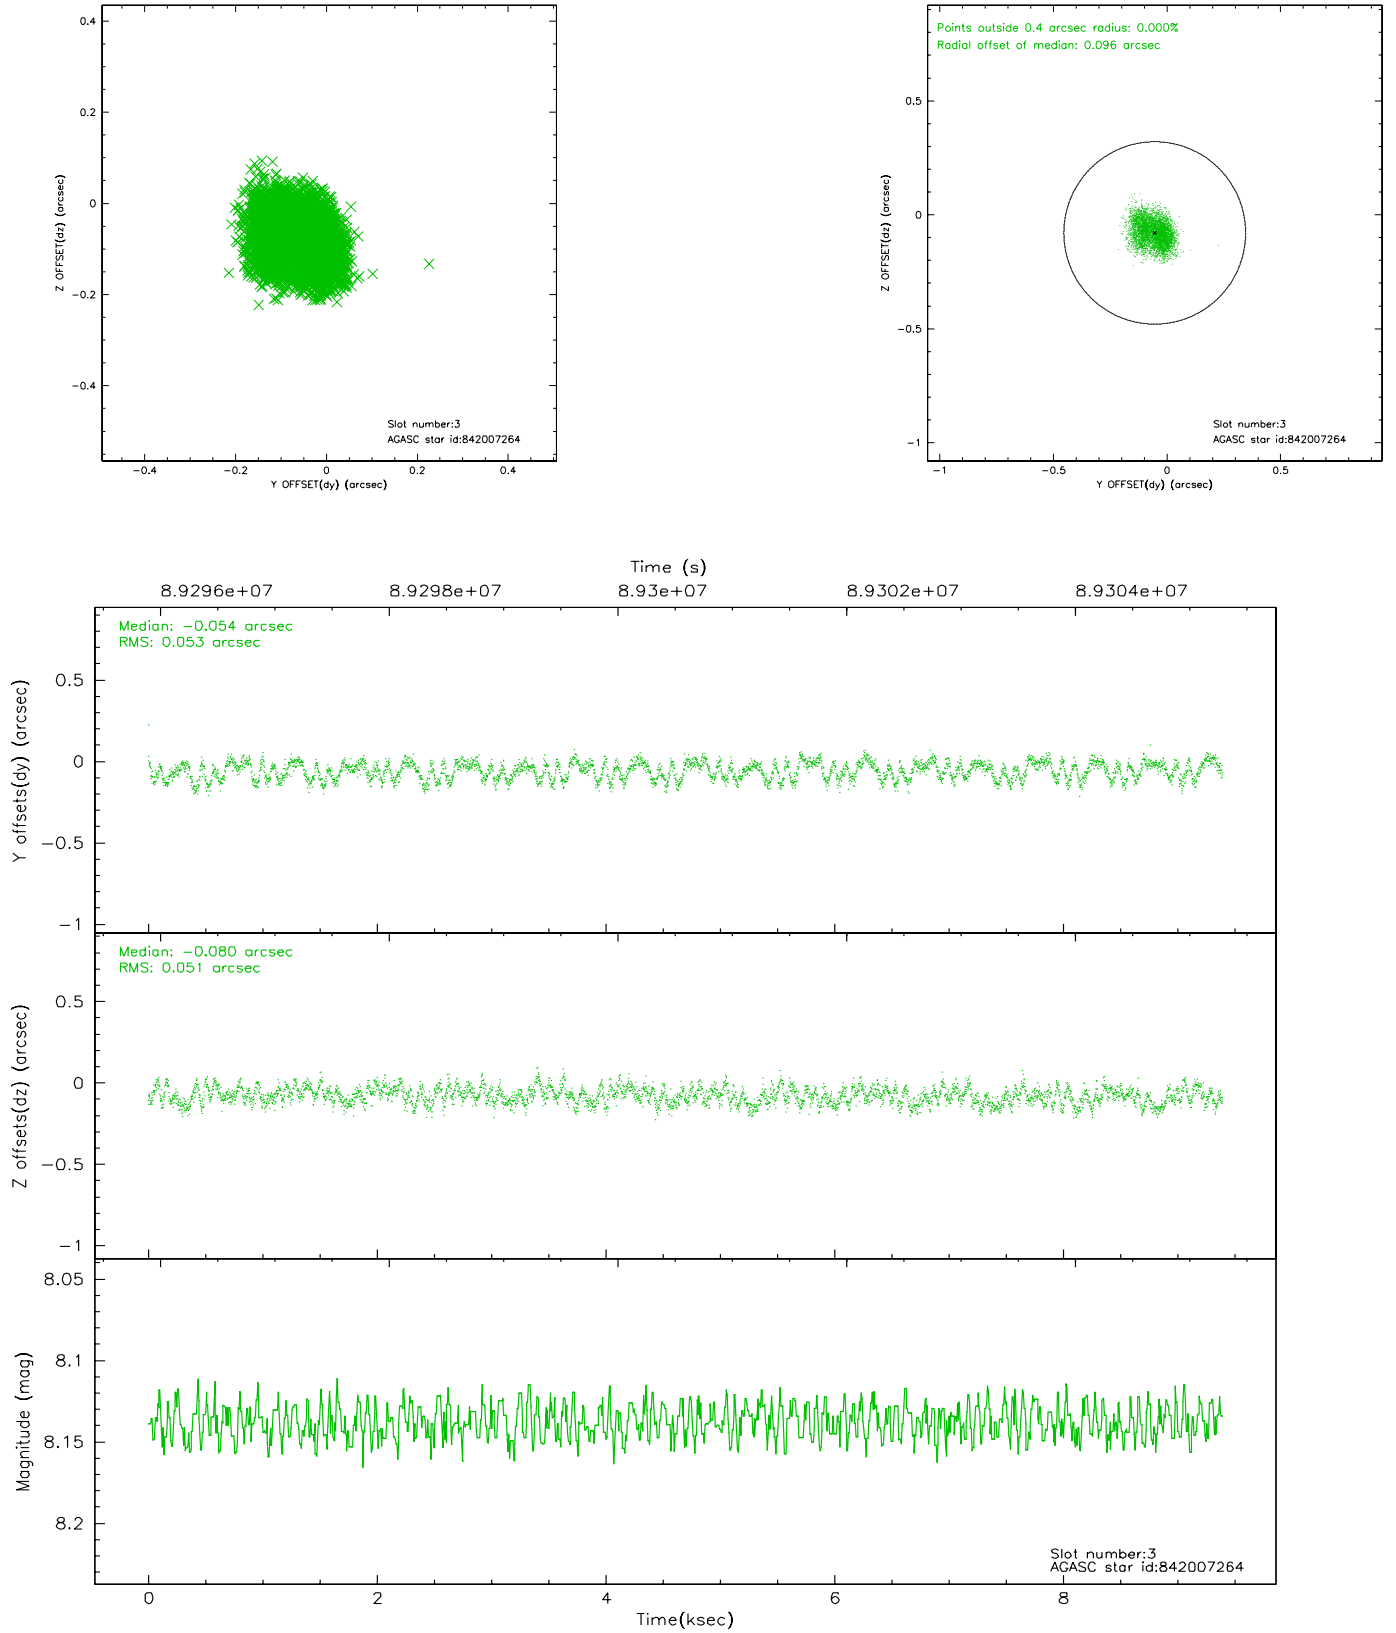 0.4
0.2
0
−0.2
−0.4
Z OFFSET(dz) (arcsec)
−0.4 −0.2 0 0.2 0.4
Y OFFSET(dy) (arcsec)
Slot number:3
AGASC star id:842007264
Points outside 0.4 arcsec radius: 0.000%
Radial offset of median: 0.096 arcsec
0.5
0
−0.5
−1
Z OFFSET(dz) (arcsec)
−1 −0.5 0 0.5
Y OFFSET(dy) (arcsec)
Slot number:3
AGASC star id:842007264
Time (s)
8.9296e+07 8.9298e+07 8.93e+07 8.9302e+07 8.9304e+07
Median: −0.054 arcsec
RMS: 0.053 arcsec
0.5
0
−0.5
−1
Y offsets(dy) (arcsec)
Median: −0.080 arcsec
RMS: 0.051 arcsec
0.5
0
−0.5
−1
Z offsets(dz) (arcsec)
8.05
8.1
8.15
8.2
Magnitude (mag)
Slot number:3
AGASC star id:842007264
0 2 4 6 8
Time(ksec)